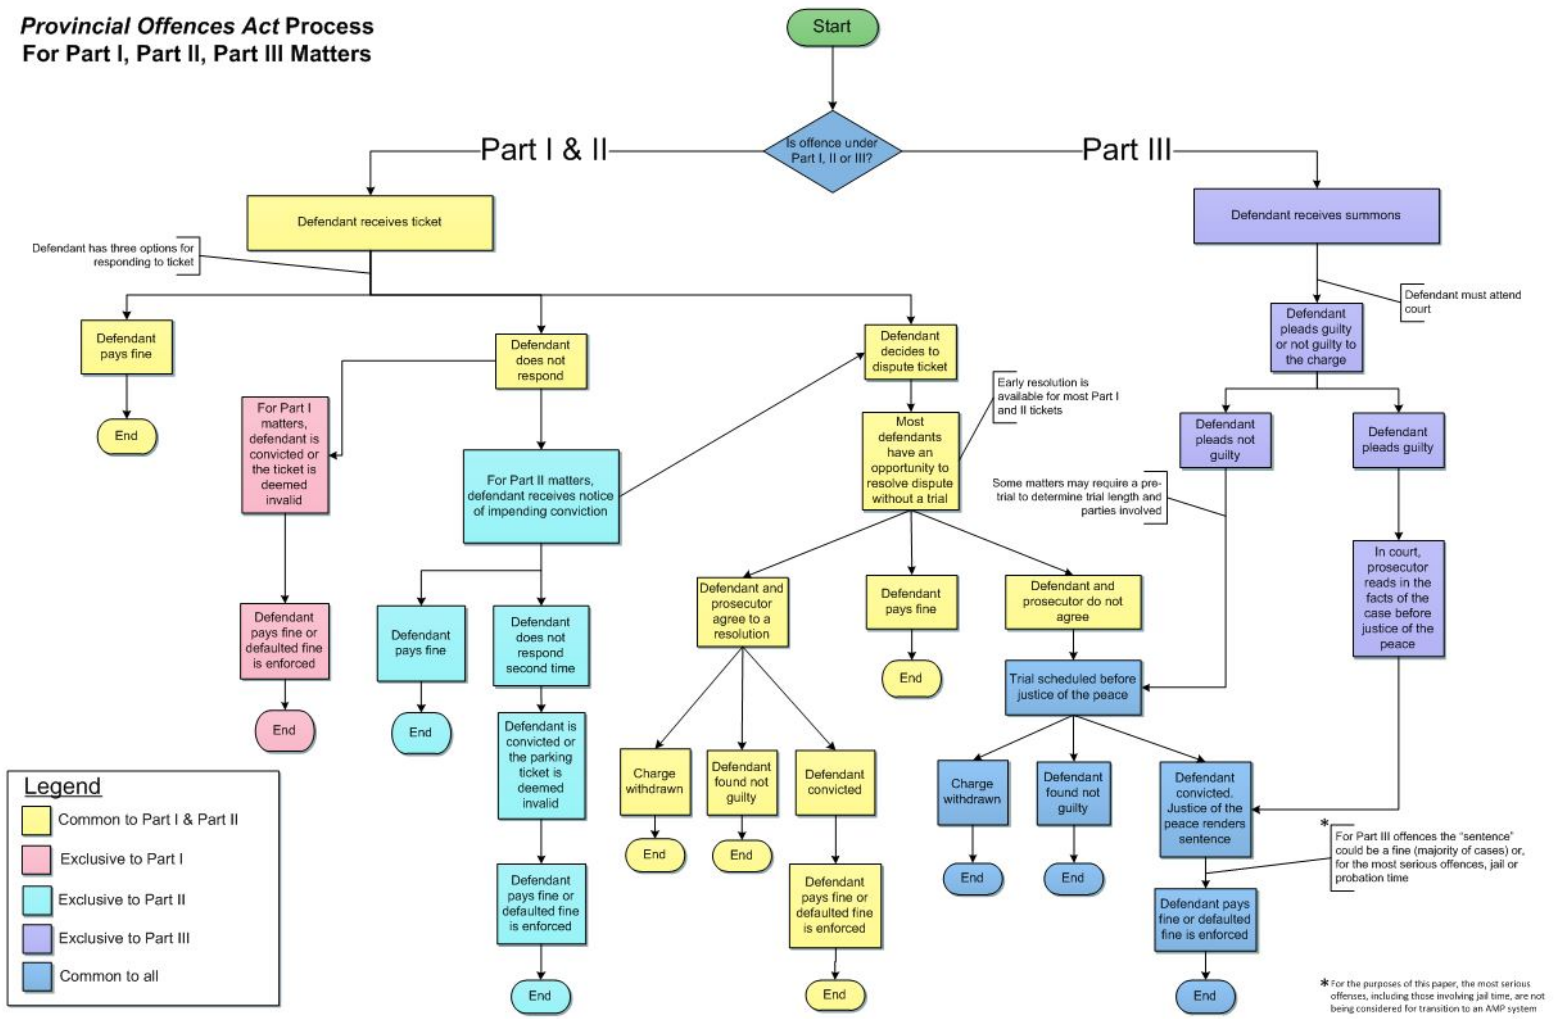 Provincial Offences Act Process
For Part I, Part II, Part III Matters
Start
Is offence under
Part I, II or III?
Part I & II
Part III
Defendant receives ticket
Defendant receives summons
Defendant has three options for
responding to ticket
Defendant must attend
court
Defendant
pays fine
End
Defendant
does not
respond
Defendant
decides to
dispute ticket
Defendant
pleads guilty
or not guilty to
the charge
For Part I
matters,
defendant is
convicted or
the ticket is
deemed
invalid
Early resolution is
available for most Part I
and II tickets
Most
defendants
have an
opportunity to
resolve dispute
without a trial
Defendant
pleads not
guilty
Defendant
pleads guilty
For Part II matters,
defendant receives notice
of impending conviction
Some matters may require a pre-
trial to determine trial length and
parties involved
In court,
prosecutor
reads in the
facts of the
case before
justice of the
peace
Defendant
pays fine or
defaulted fine
is enforced
End
Defendant
pays fine
End
Defendant
does not
respond
second time
Defendant and
prosecutor
agree to a
resolution
Defendant
pays fine
End
Defendant and
prosecutor do not
agree
Trial scheduled before
justice of the peace
Defendant is
convicted or
the parking
ticket is
deemed
invalid
Defendant
pays fine or
defaulted fine
is enforced
End
Charge
withdrawn
End
Defendant
found not
guilty
End
Defendant
convicted
Defendant
pays fine or
defaulted fine
is enforced
End
Charge
withdrawn
End
Defendant
found not
guilty
End
Defendant
convicted.
Justice of the
peace renders
sentence
* For Part III offences the "sentence"
could be a fine (majority of cases) or,
for the most serious offences, jail or
probation time
Defendant pays
fine or defaulted
fine is enforced
End
Legend
Common to Part I & Part II
Exclusive to Part I
Exclusive to Part II
Exclusive to Part III
Common to all
* For the purposes of this paper, the most serious
offenses, including those involving jail time, are not
being considered for transition to an AMP system